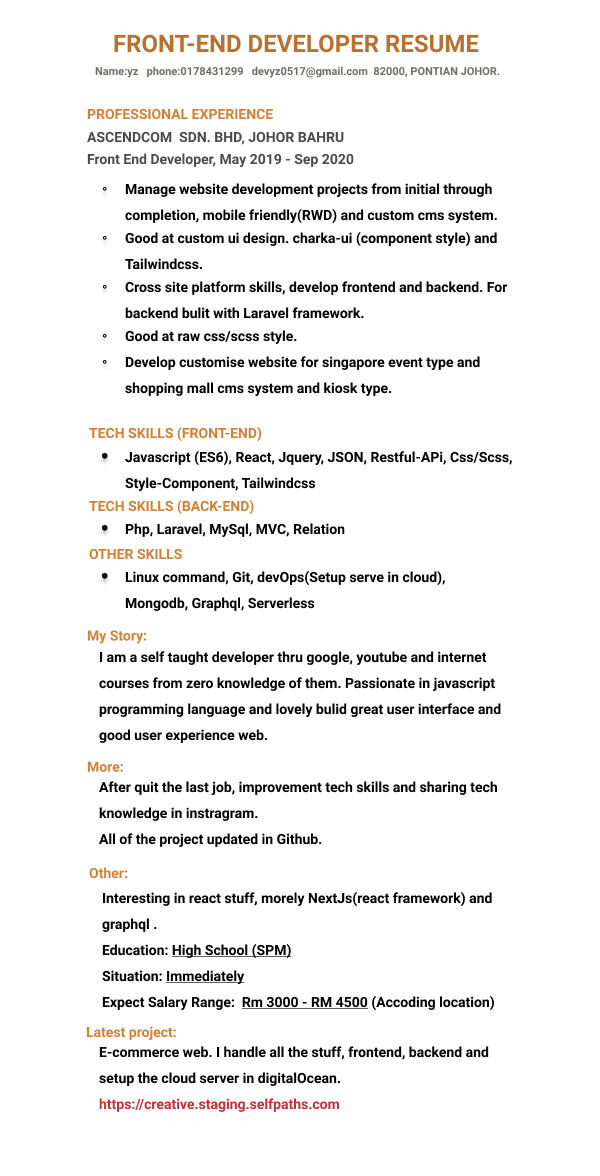 FRONT-END DEVELOPER RESUME
Name:yz phone:0178431299 devyz0517@gmail.com 82000, PONTIAN JOHOR.
PROFESSIONAL EXPERIENCE
ASCENDCOM SDN. BHD, JOHOR BAHRU
Front End Developer, May 2019 - Sep 2020
◦ Manage website development projects from initial through
completion, mobile friendly(RWD) and custom cms system.
◦ Good at custom ui design. charka-ui (component style) and
Tailwindcss.
◦ Cross site platform skills, develop frontend and backend. For
backend bulit with Laravel framework.
◦ Good at raw css/scss style.
◦ Develop customise website for singapore event type and
shopping mall cms system and kiosk type.
TECH SKILLS (FRONT-END)
• Javascript (ES6), React, Jquery, JSON, Restful-APi, Css/Scss,
Style-Component, Tailwindcss
TECH SKILLS (BACK-END)
• Php, Laravel, MySql, MVC, Relation
OTHER SKILLS
• Linux command, Git, devOps(Setup serve in cloud),
Mongodb, Graphql, Serverless
My Story:
I am a self taught developer thru google, youtube and internet
courses from zero knowledge of them. Passionate in javascript
programming language and lovely bulid great user interface and
good user experience web.
More:
After quit the last job, improvement tech skills and sharing tech
knowledge in instragram.
All of the project updated in Github.
Other:
Interesting in react stuff, morely NextJs(react framework) and
graphql .
Education: High School (SPM)
Situation: Immediately
Expect Salary Range: Rm 3000 - RM 4500 (Accoding location)
Latest project:
E-commerce web. I handle all the stuff, frontend, backend and
setup the cloud server in digitalOcean.
https://creative.staging.selfpaths.com